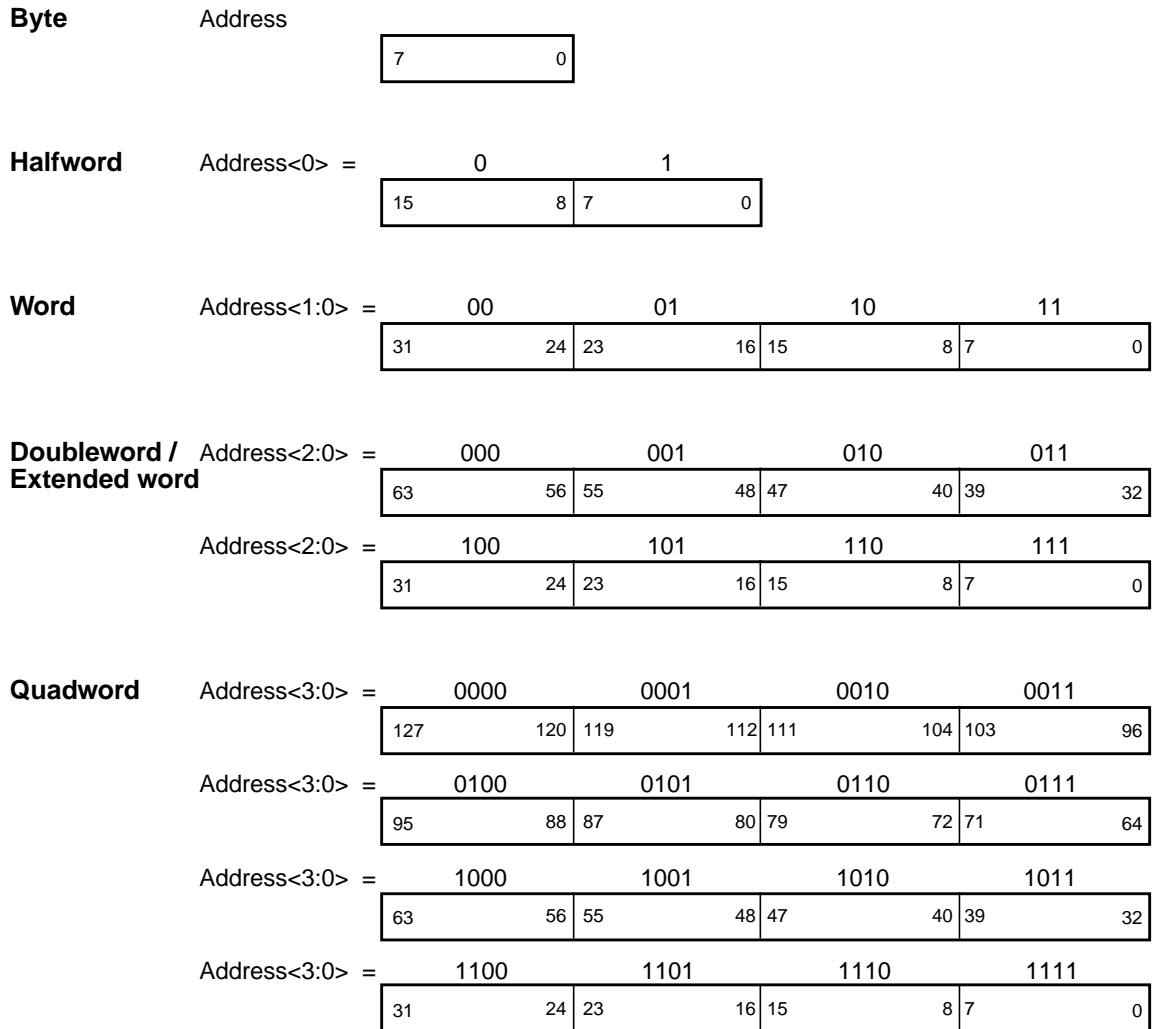 Byte Address
7 0
Halfword Address<0> = 0 1
15 8 7 0
Word Address<1:0> = 00 01 10 11
31 24 23 16 15 8 7 0
Doubleword / Address<2:0> = 000 001 010 011
Extended word
63 56 55 48 47 40 39 32
Address<2:0> = 100 101 110 111
31 24 23 16 15 8 7 0
Quadword Address<3:0> = 0000 0001 0010 0011
127 120 119 112 111 104 103 96
Address<3:0> = 0100 0101 0110 0111
95 88 87 80 79 72 71 64
Address<3:0> = 1000 1001 1010 1011
63 56 55 48 47 40 39 32
Address<3:0> = 1100 1101 1110 1111
31 24 23 16 15 8 7 0